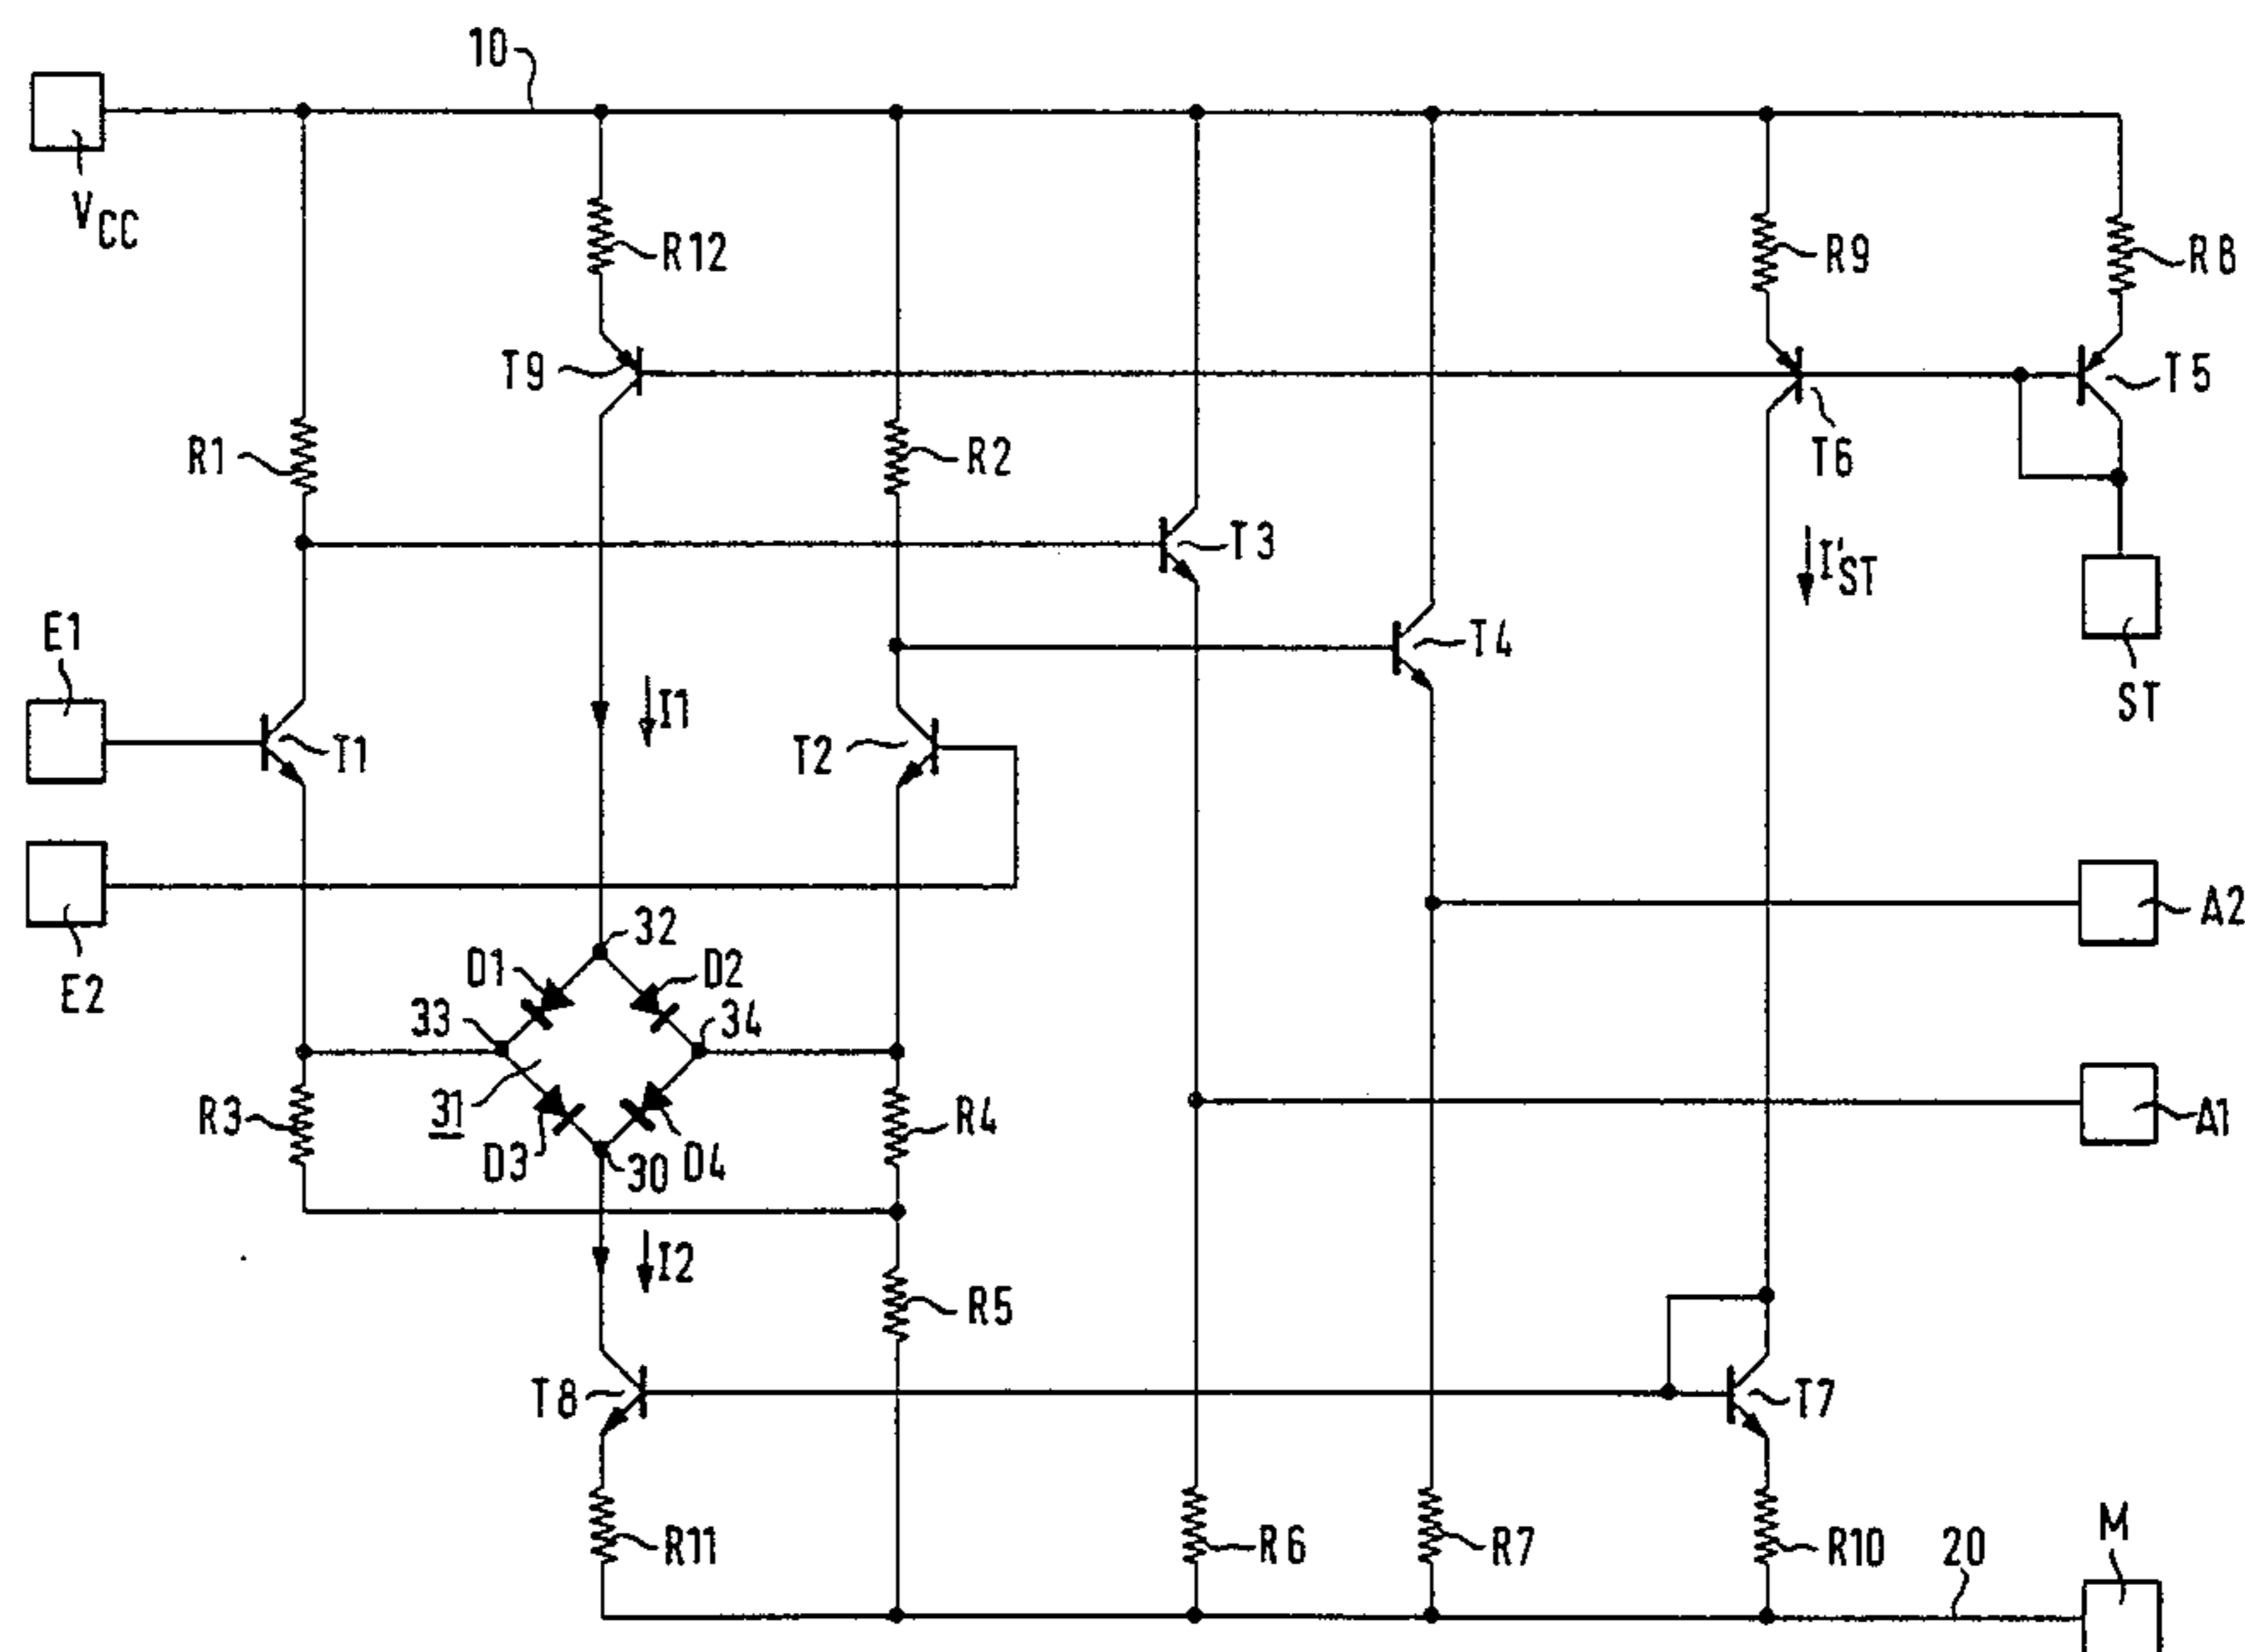 10
V_CC
R12
R9
R8
T9
T5
R1
R2
T6
T3
I'_ST
E1
T4
I1
ST
T1
T2
A2
32
D1
D2
E2
33
34
A1
R3
31
R4
D3
30
D4
I2
R5
T8
T7
M
R11
R6
R7
R10
20